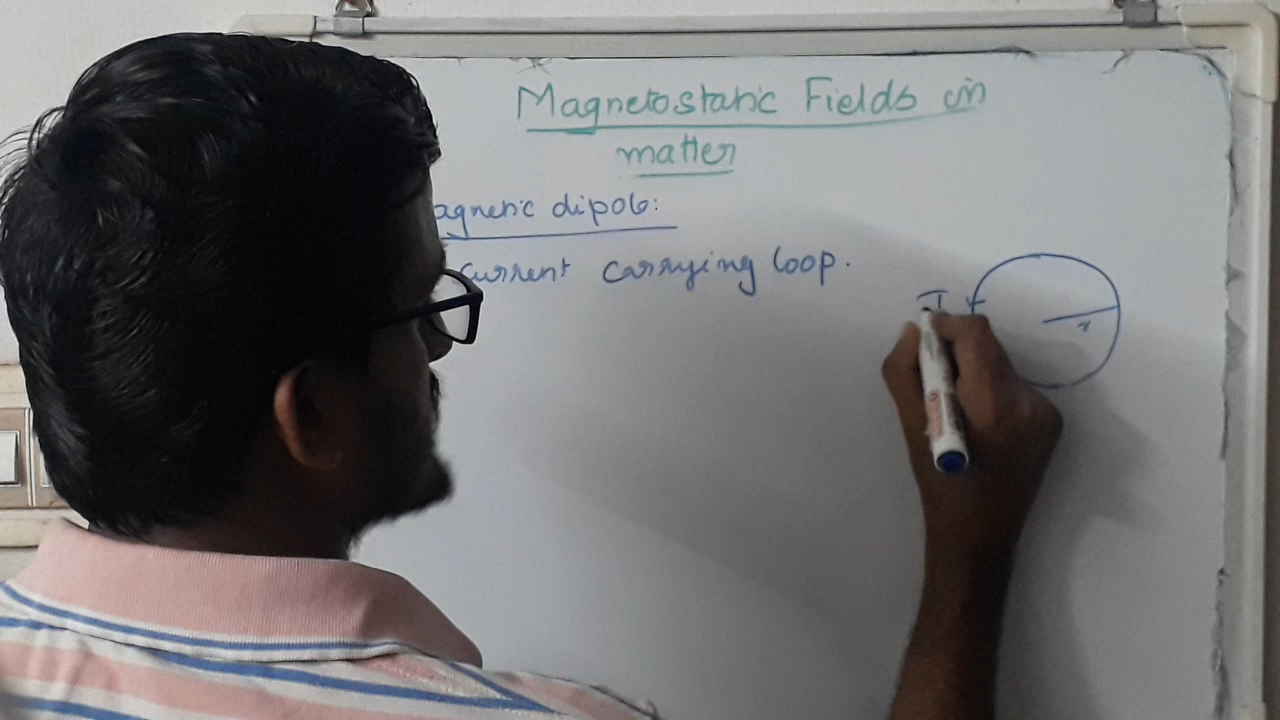 Magnetostatic Fields in
matter
agnetic dipole:
current carrying loop.
I
r